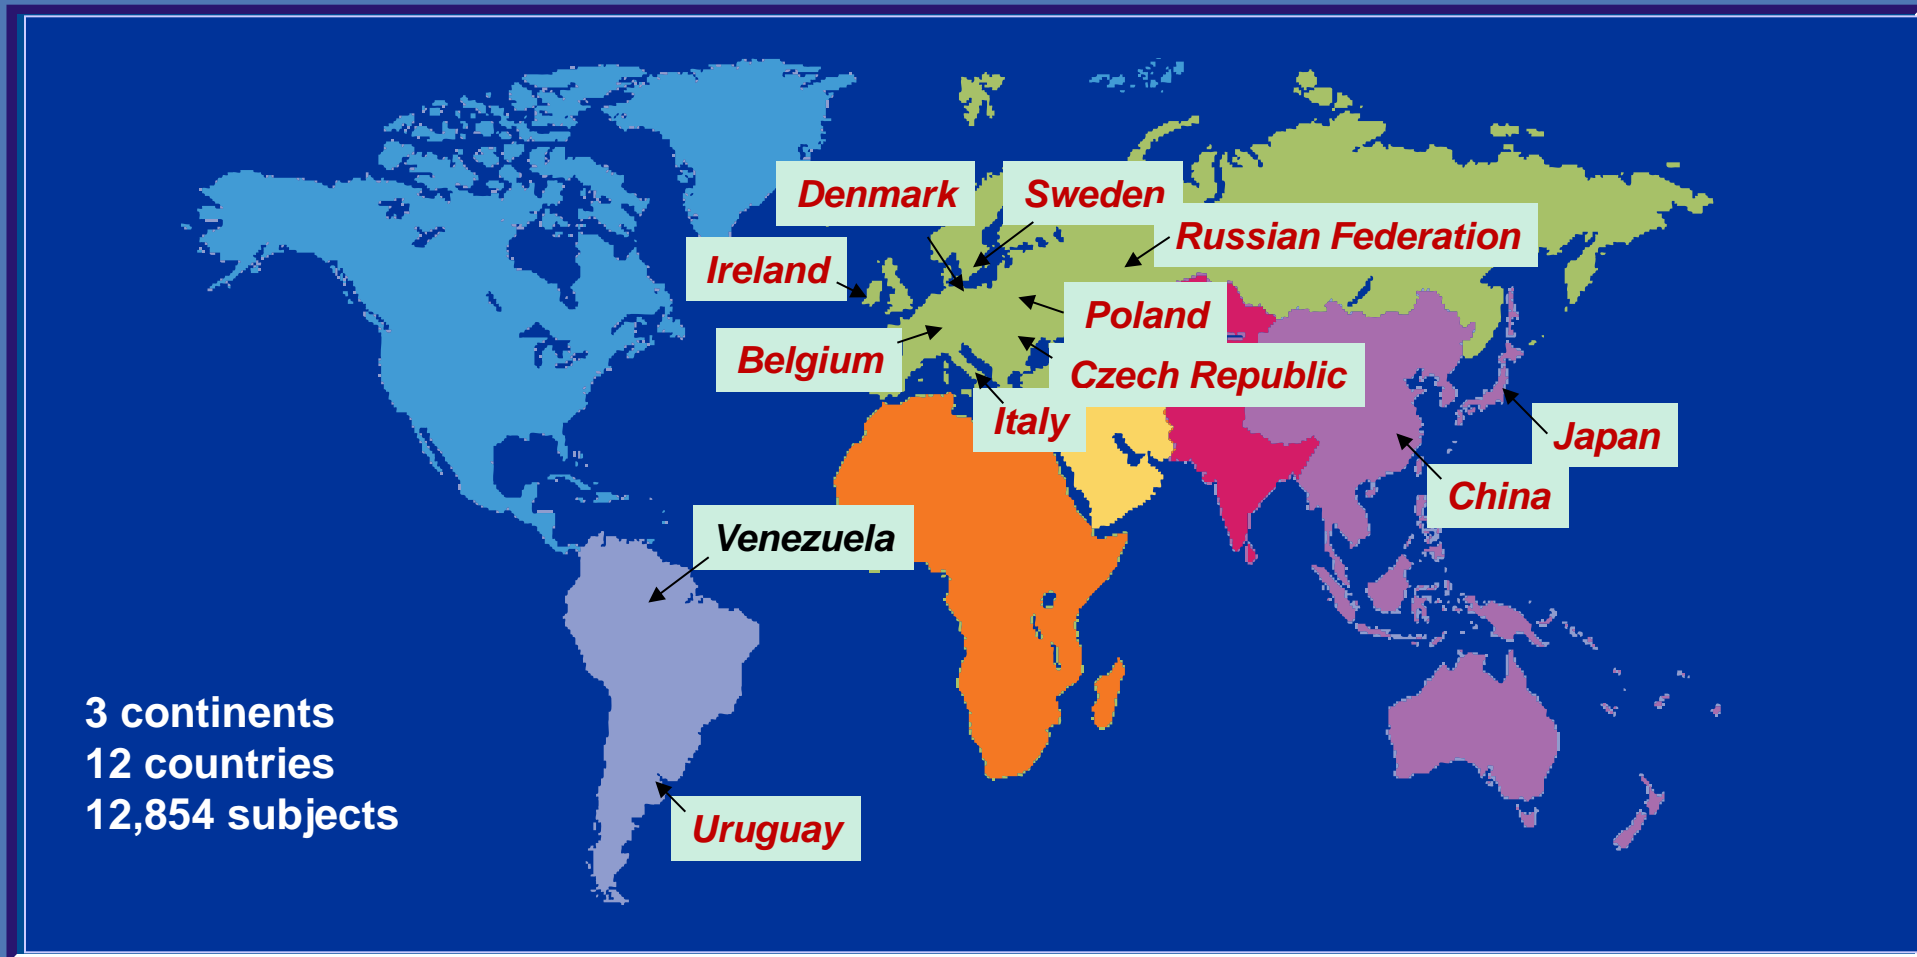 Denmark
Sweden
Russian Federation
Ireland
Poland
Belgium
Czech Republic
Italy
Japan
China
Venezuela
3 continents
12 countries
12,854 subjects
Uruguay